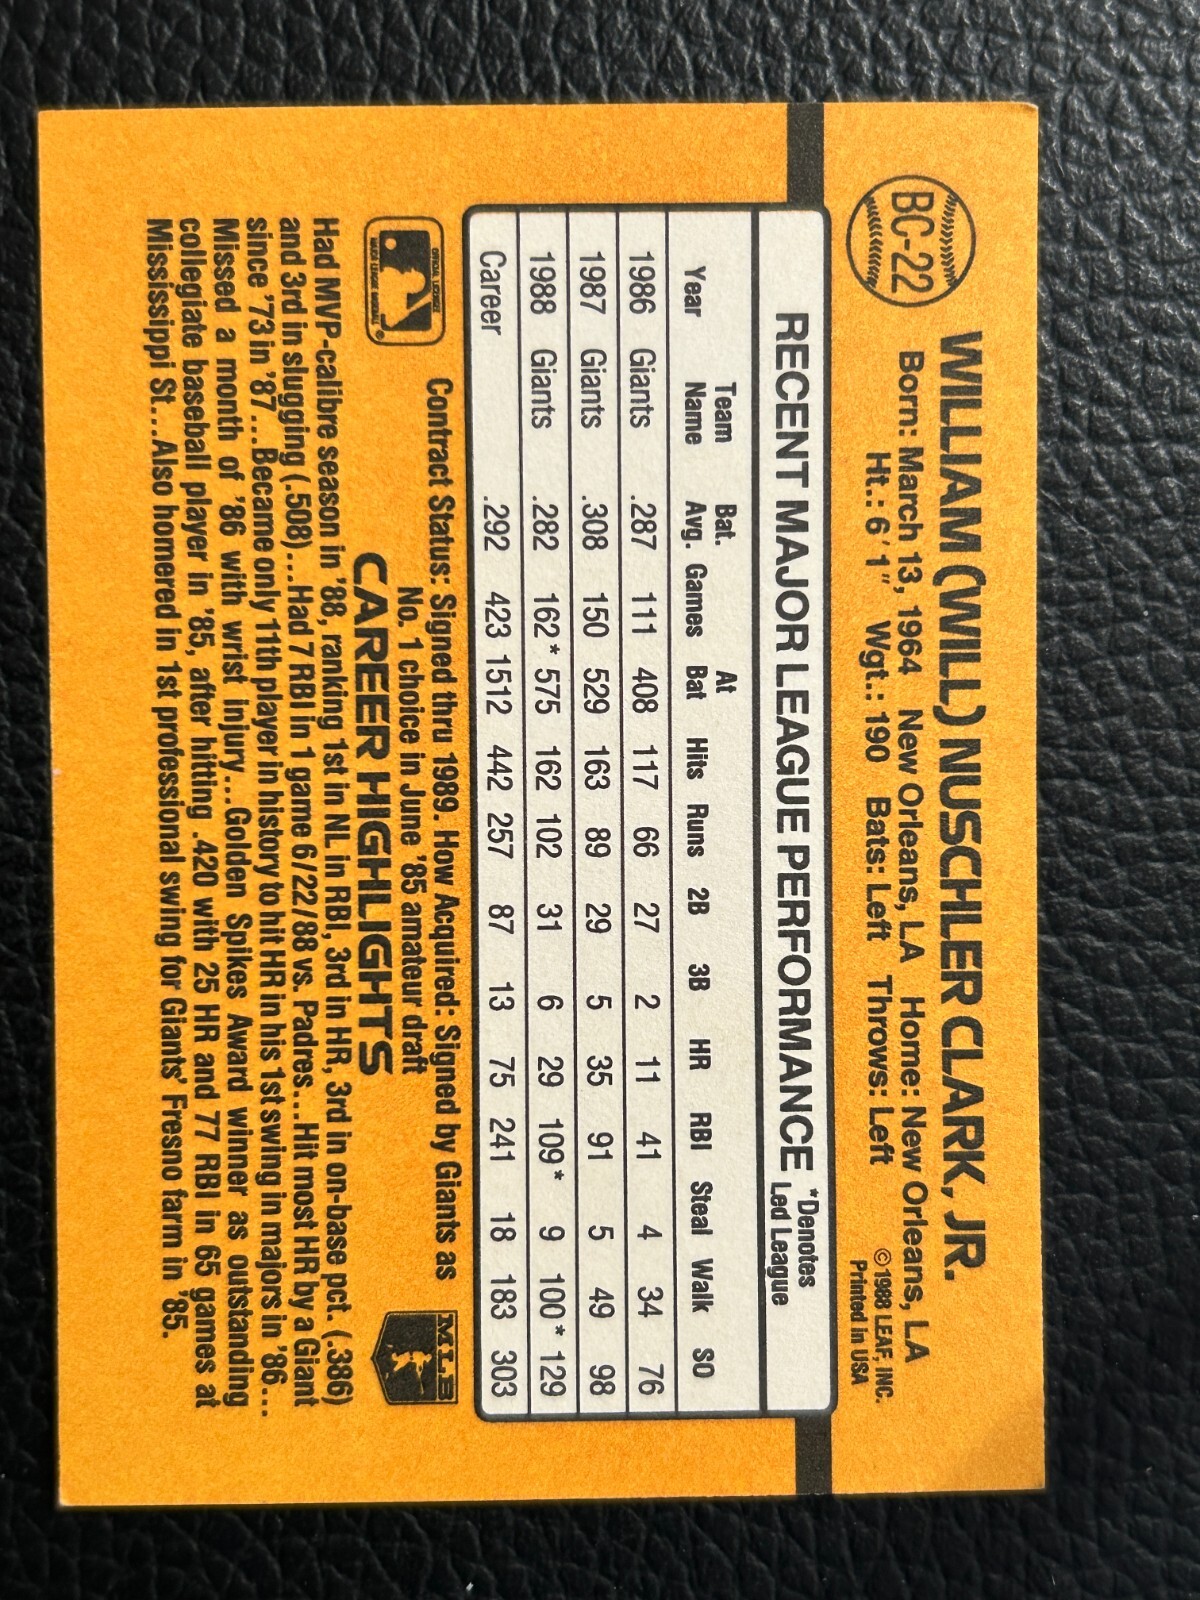 BC-22
WILLIAM (WILL) NUSCHLER CLARK, JR.
Born: March 13, 1964 New Orleans, LA Home: New Orleans, LA
Ht.: 6'1" Wgt.: 190 Bats: Left Throws: Left
©1988 LEAF, INC.
Printed in USA
RECENT MAJOR LEAGUE PERFORMANCE
*Denotes
Led League
Year Team Name Bat. Avg. Games At Bat Hits Runs 2B 3B HR RBI Steal Walk SO
1986 Giants .287 111 408 117 66 27 2 11 41 4 34 76
1987 Giants .308 150 529 163 89 29 5 35 91 5 49 98
1988 Giants .282 162* 575 162 102 31 6 29 109* 9 100* 129
Career .292 423 1512 442 257 87 13 75 241 18 183 303
Contract Status: Signed thru 1989. How Acquired: Signed by Giants as
No. 1 choice in June '85 amateur draft
MLB
CAREER HIGHLIGHTS
Had MVP-calibre season in '88, ranking 1st in NL in RBI, 3rd in HR, 3rd in on-base pct. (.386)
and 3rd in slugging (.508)...Had 7 RBI in 1 game 6/22/88 vs. Padres...Hit most HR by a Giant
since '73 in '87...Became only 11th player in history to hit HR in his 1st swing in majors in '86...
Missed a month of '86 with wrist injury...Golden Spikes Award winner as outstanding
collegiate baseball player in '85, after hitting .420 with 25 HR and 77 RBI in 65 games at
Mississippi St...Also homered in 1st professional swing for Giants' Fresno farm in '85.